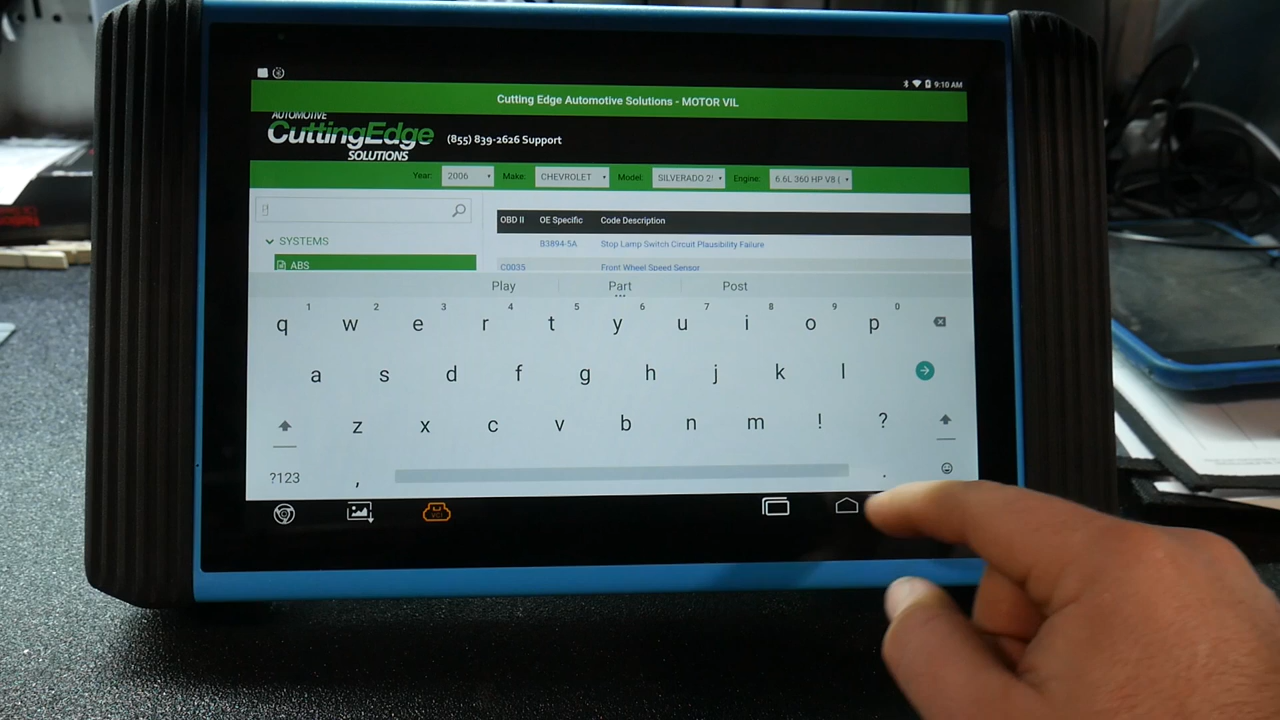 9:10 AM
Cutting Edge Automotive Solutions - MOTOR VIL
AUTOMOTIVE
CuttingEdge
SOLUTIONS
(855) 839-2626 Support
Year: 2006 Make: CHEVROLET Model: SILVERADO 2! Engine: 6.6L 360 HP V8 (
SYSTEMS
ABS
OBD II OE Specific Code Description
B3894-5A Stop Lamp Switch Circuit Plausibility Failure
C0035 Front Wheel Speed Sensor
Play Part Post
1 2 3 4 5 6 7 8 9 0
q w e r t y u i o p
a s d f g h j k l
z x c v b n m ! ?
?123 , .
VCI